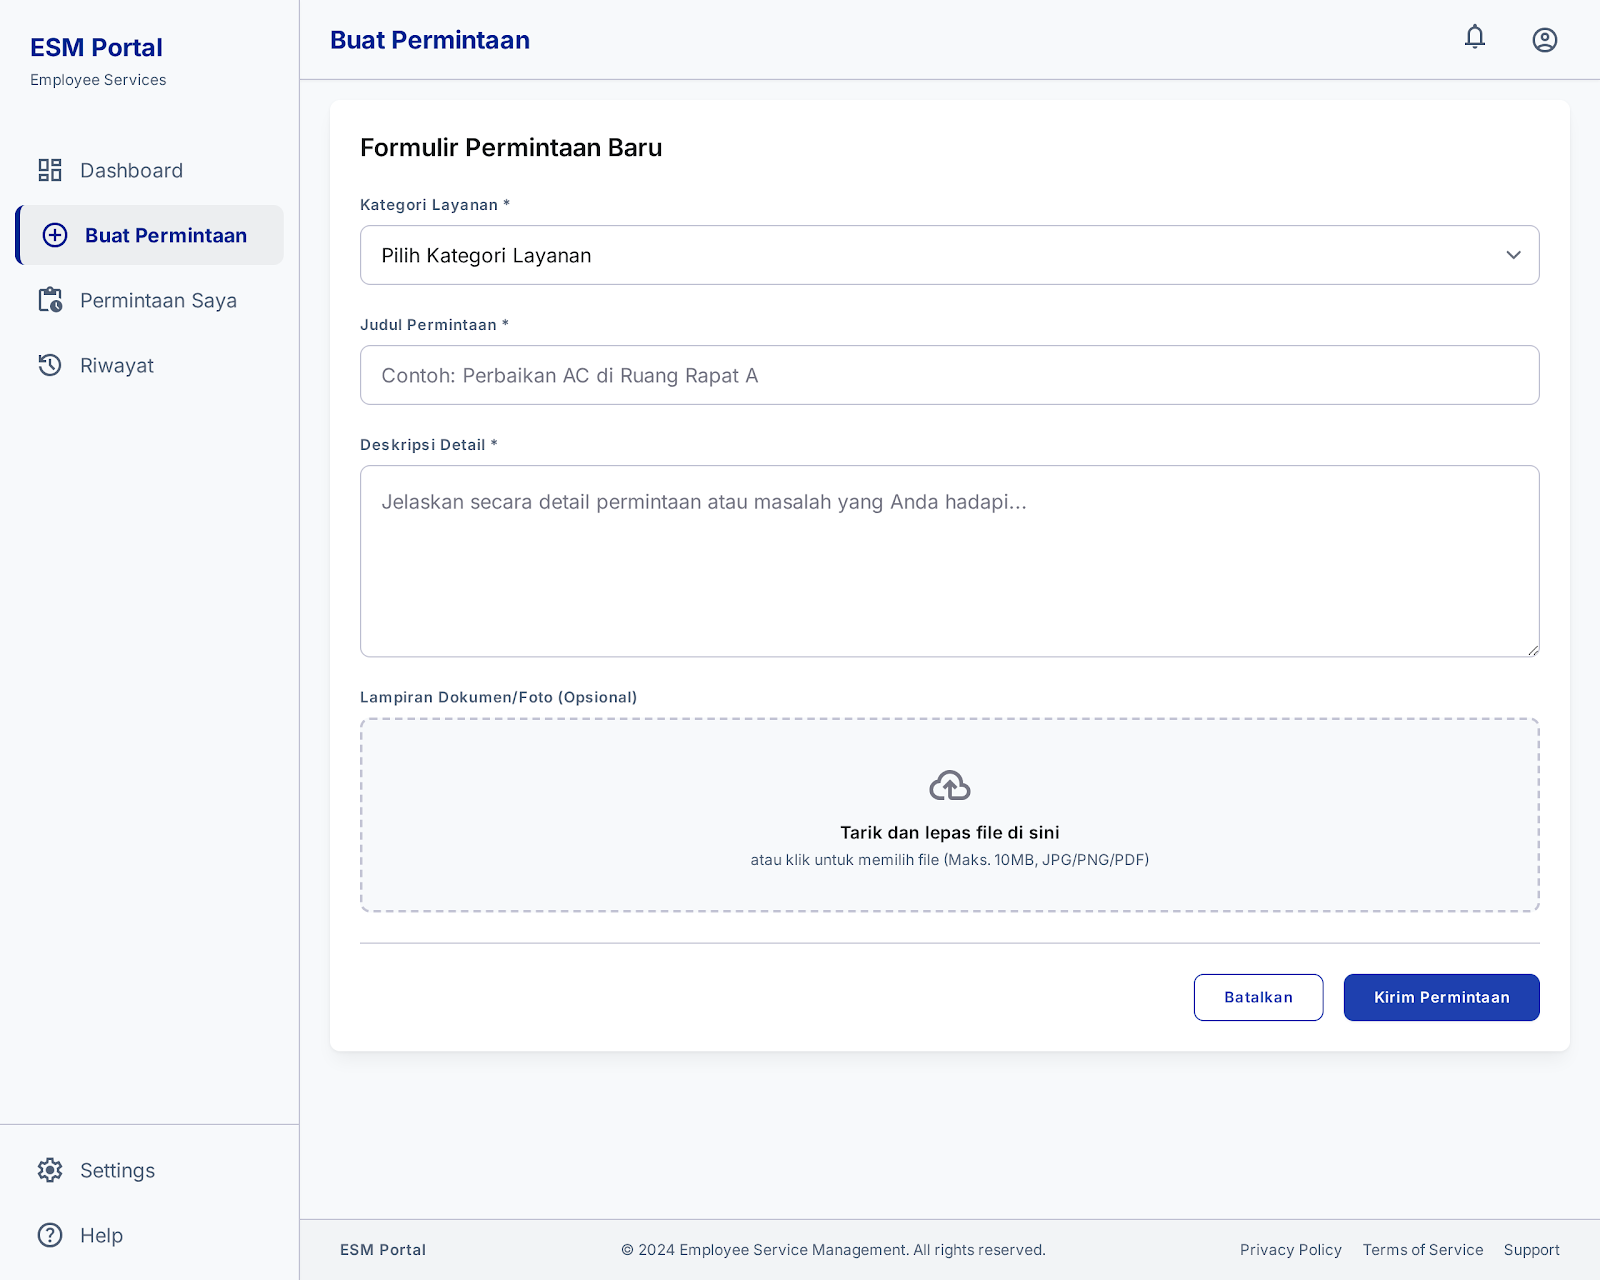 ESM Portal
Employee Services
Dashboard
Buat Permintaan
Permintaan Saya
Riwayat
Settings
Help
Buat Permintaan
Formulir Permintaan Baru
Kategori Layanan *
Pilih Kategori Layanan
Judul Permintaan *
Contoh: Perbaikan AC di Ruang Rapat A
Deskripsi Detail *
Jelaskan secara detail permintaan atau masalah yang Anda hadapi...
Lampiran Dokumen/Foto (Opsional)
Tarik dan lepas file di sini
atau klik untuk memilih file (Maks. 10MB, JPG/PNG/PDF)
Batalkan
Kirim Permintaan
ESM Portal
© 2024 Employee Service Management. All rights reserved.
Privacy Policy
Terms of Service
Support